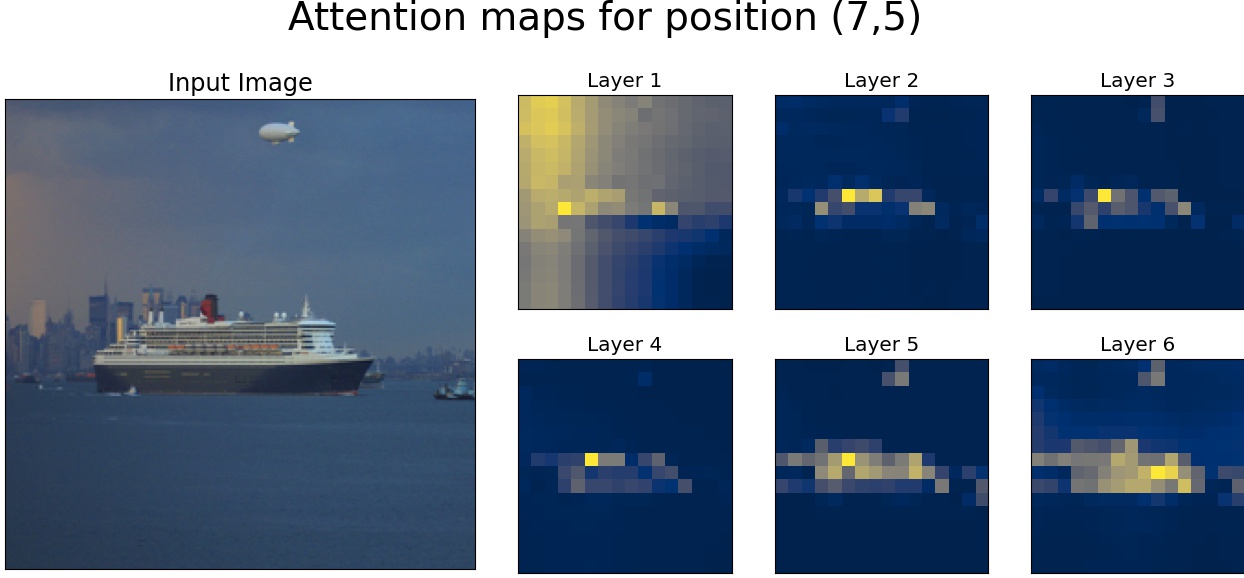 Attention maps for position (7,5)
Input Image
Layer 1
Layer 2
Layer 3
Layer 4
Layer 5
Layer 6